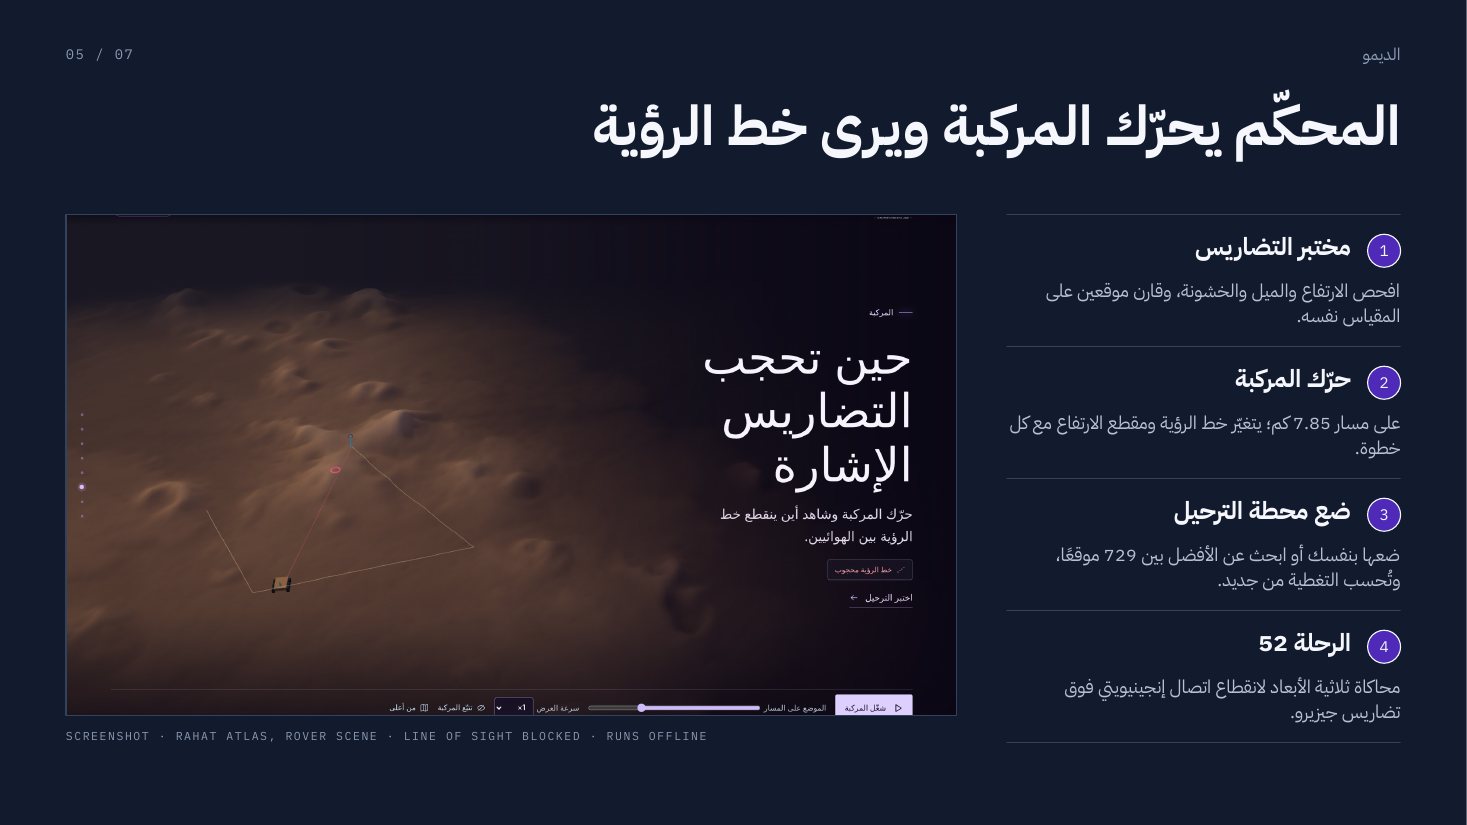 الديمو
05 / 07
المحكّم يحرّك المركبة ويرى خط الرؤية
1
مختبر التضاريس
افحص الارتفاع والميل والخشونة، وقارن موقعين على
المقياس نفسه.
2
حرّك المركبة
على مسار 7.85 كم؛ يتغيّر خط الرؤية ومقطع الارتفاع مع كل
خطوة.
3
ضع محطة الترحيل
ضعها بنفسك أو ابحث عن الأفضل بين 729 موقعًا،
وتُحسب التغطية من جديد.
4
الرحلة 52
محاكاة ثلاثية الأبعاد لانقطاع اتصال إنجينيويتي فوق
تضاريس جيزيرو.
المركبة
حين تحجب
التضاريس
الإشارة
حرّك المركبة وشاهد أين ينقطع خط
الرؤية بين الهوائيين.
خط الرؤية محجوب
اختبر الترحيل ←
شغّل المركبة
الموضع على المسار
سرعة العرض
1×
تتبّع المركبة
من أعلى
SCREENSHOT · RAHAT ATLAS, ROVER SCENE · LINE OF SIGHT BLOCKED · RUNS OFFLINE